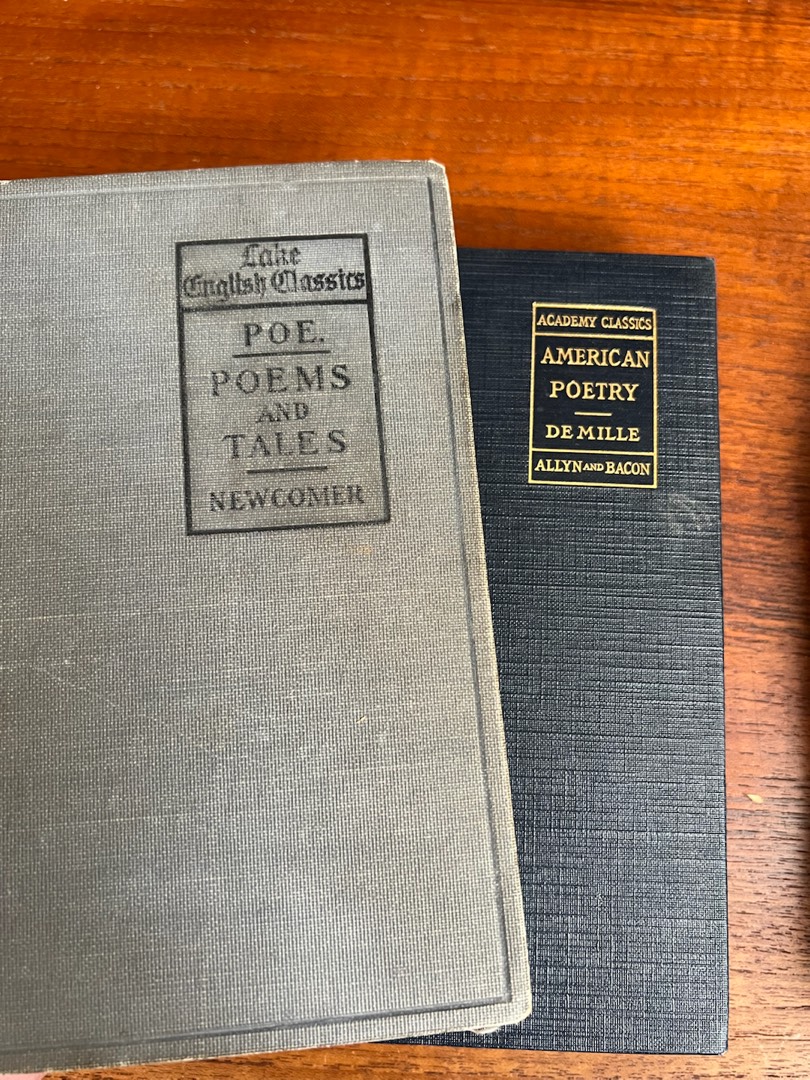 Lake
English Classics
POE.
POEMS
AND
TALES
NEWCOMER
ACADEMY CLASSICS
AMERICAN
POETRY
DE MILLE
ALLYN AND BACON